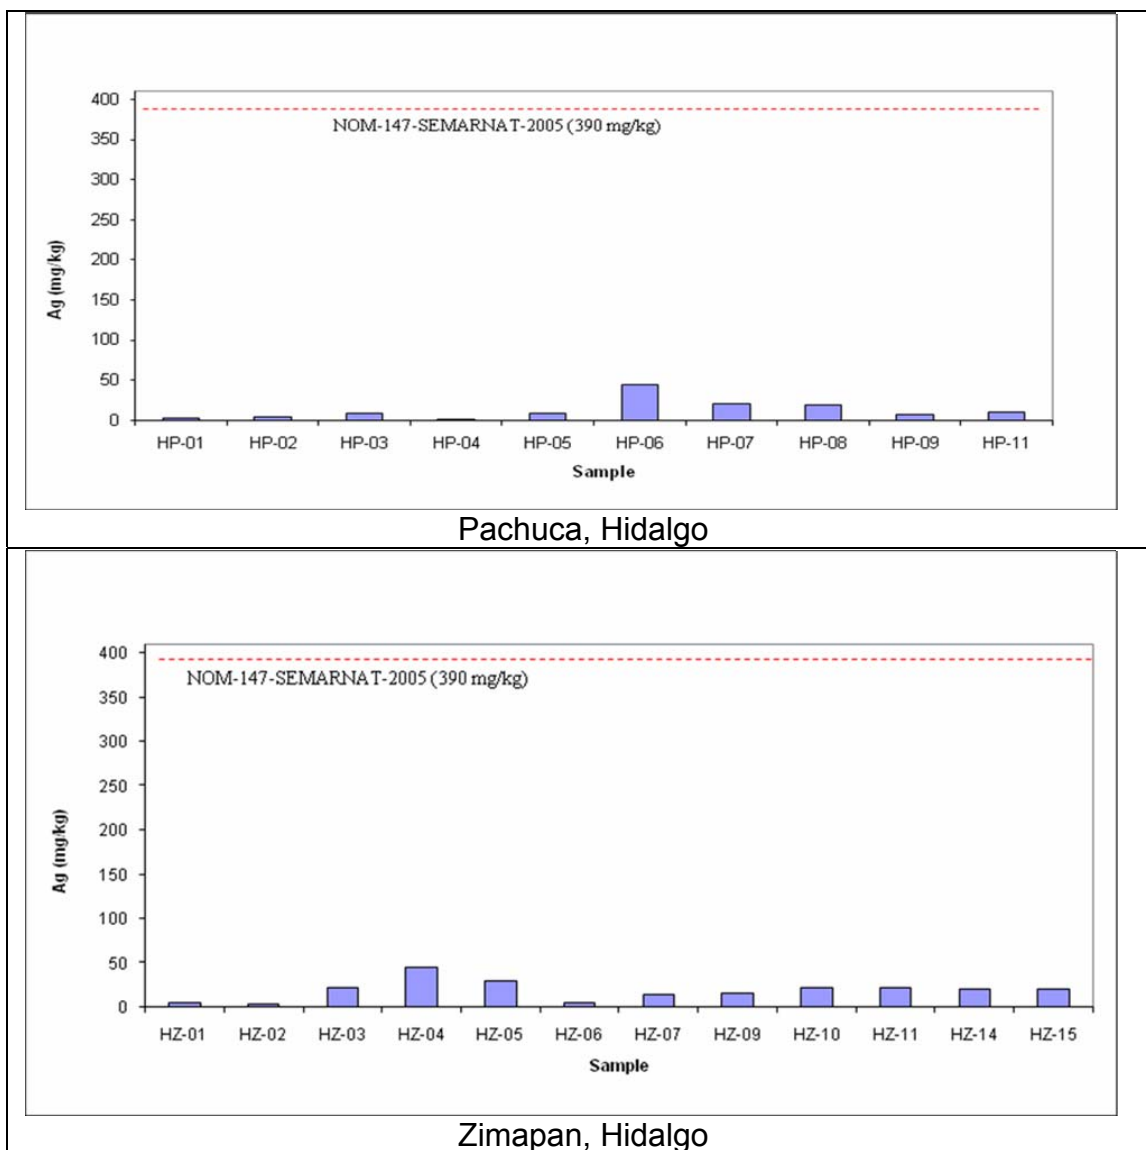 400
NOM-147-SEMARNAT-2005 (390 mg/kg)
350
300
250
200
150
100
50
0
Ag (mg/kg)
HP-01 HP-02 HP-03 HP-04 HP-05 HP-06 HP-07 HP-08 HP-09 HP-11
Sample
Pachuca, Hidalgo
400
NOM-147-SEMARNAT-2005 (390 mg/kg)
350
300
250
200
150
100
50
0
Ag (mg/kg)
HZ-01 HZ-02 HZ-03 HZ-04 HZ-05 HZ-06 HZ-07 HZ-09 HZ-10 HZ-11 HZ-14 HZ-15
Sample
Zimapan, Hidalgo